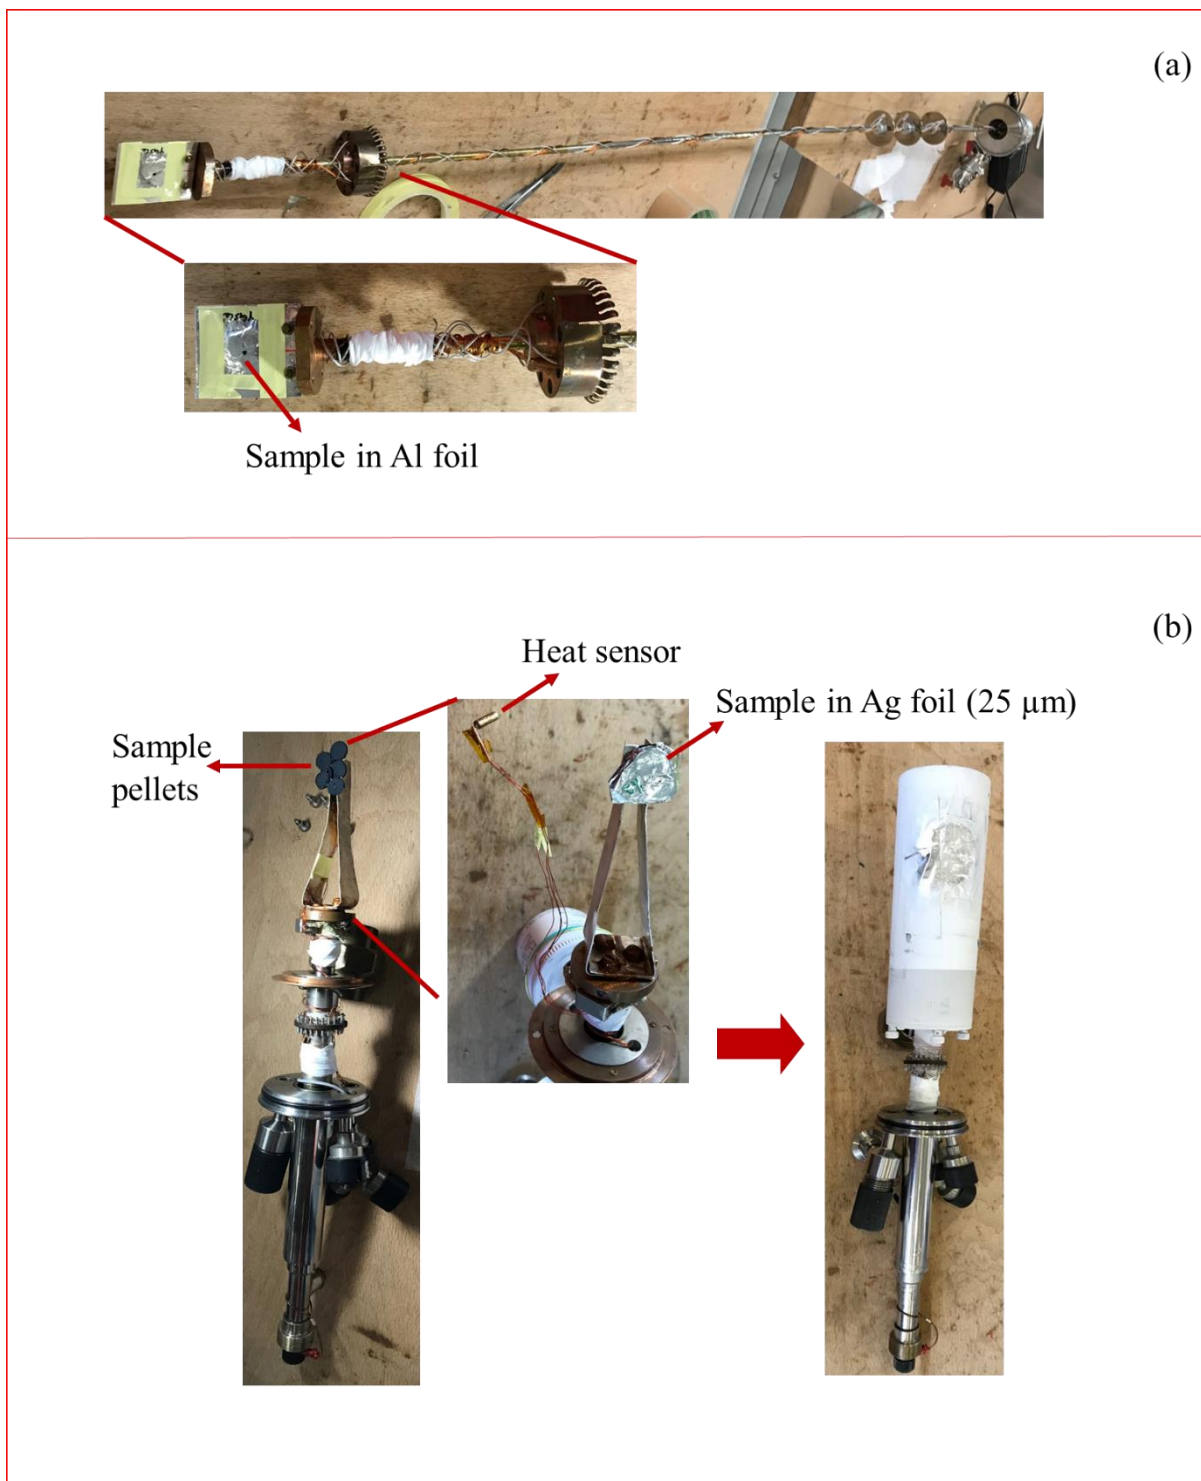 (a)
Sample in Al foil
(b)
Heat sensor
Sample in Ag foil (25 µm)
Sample
pellets